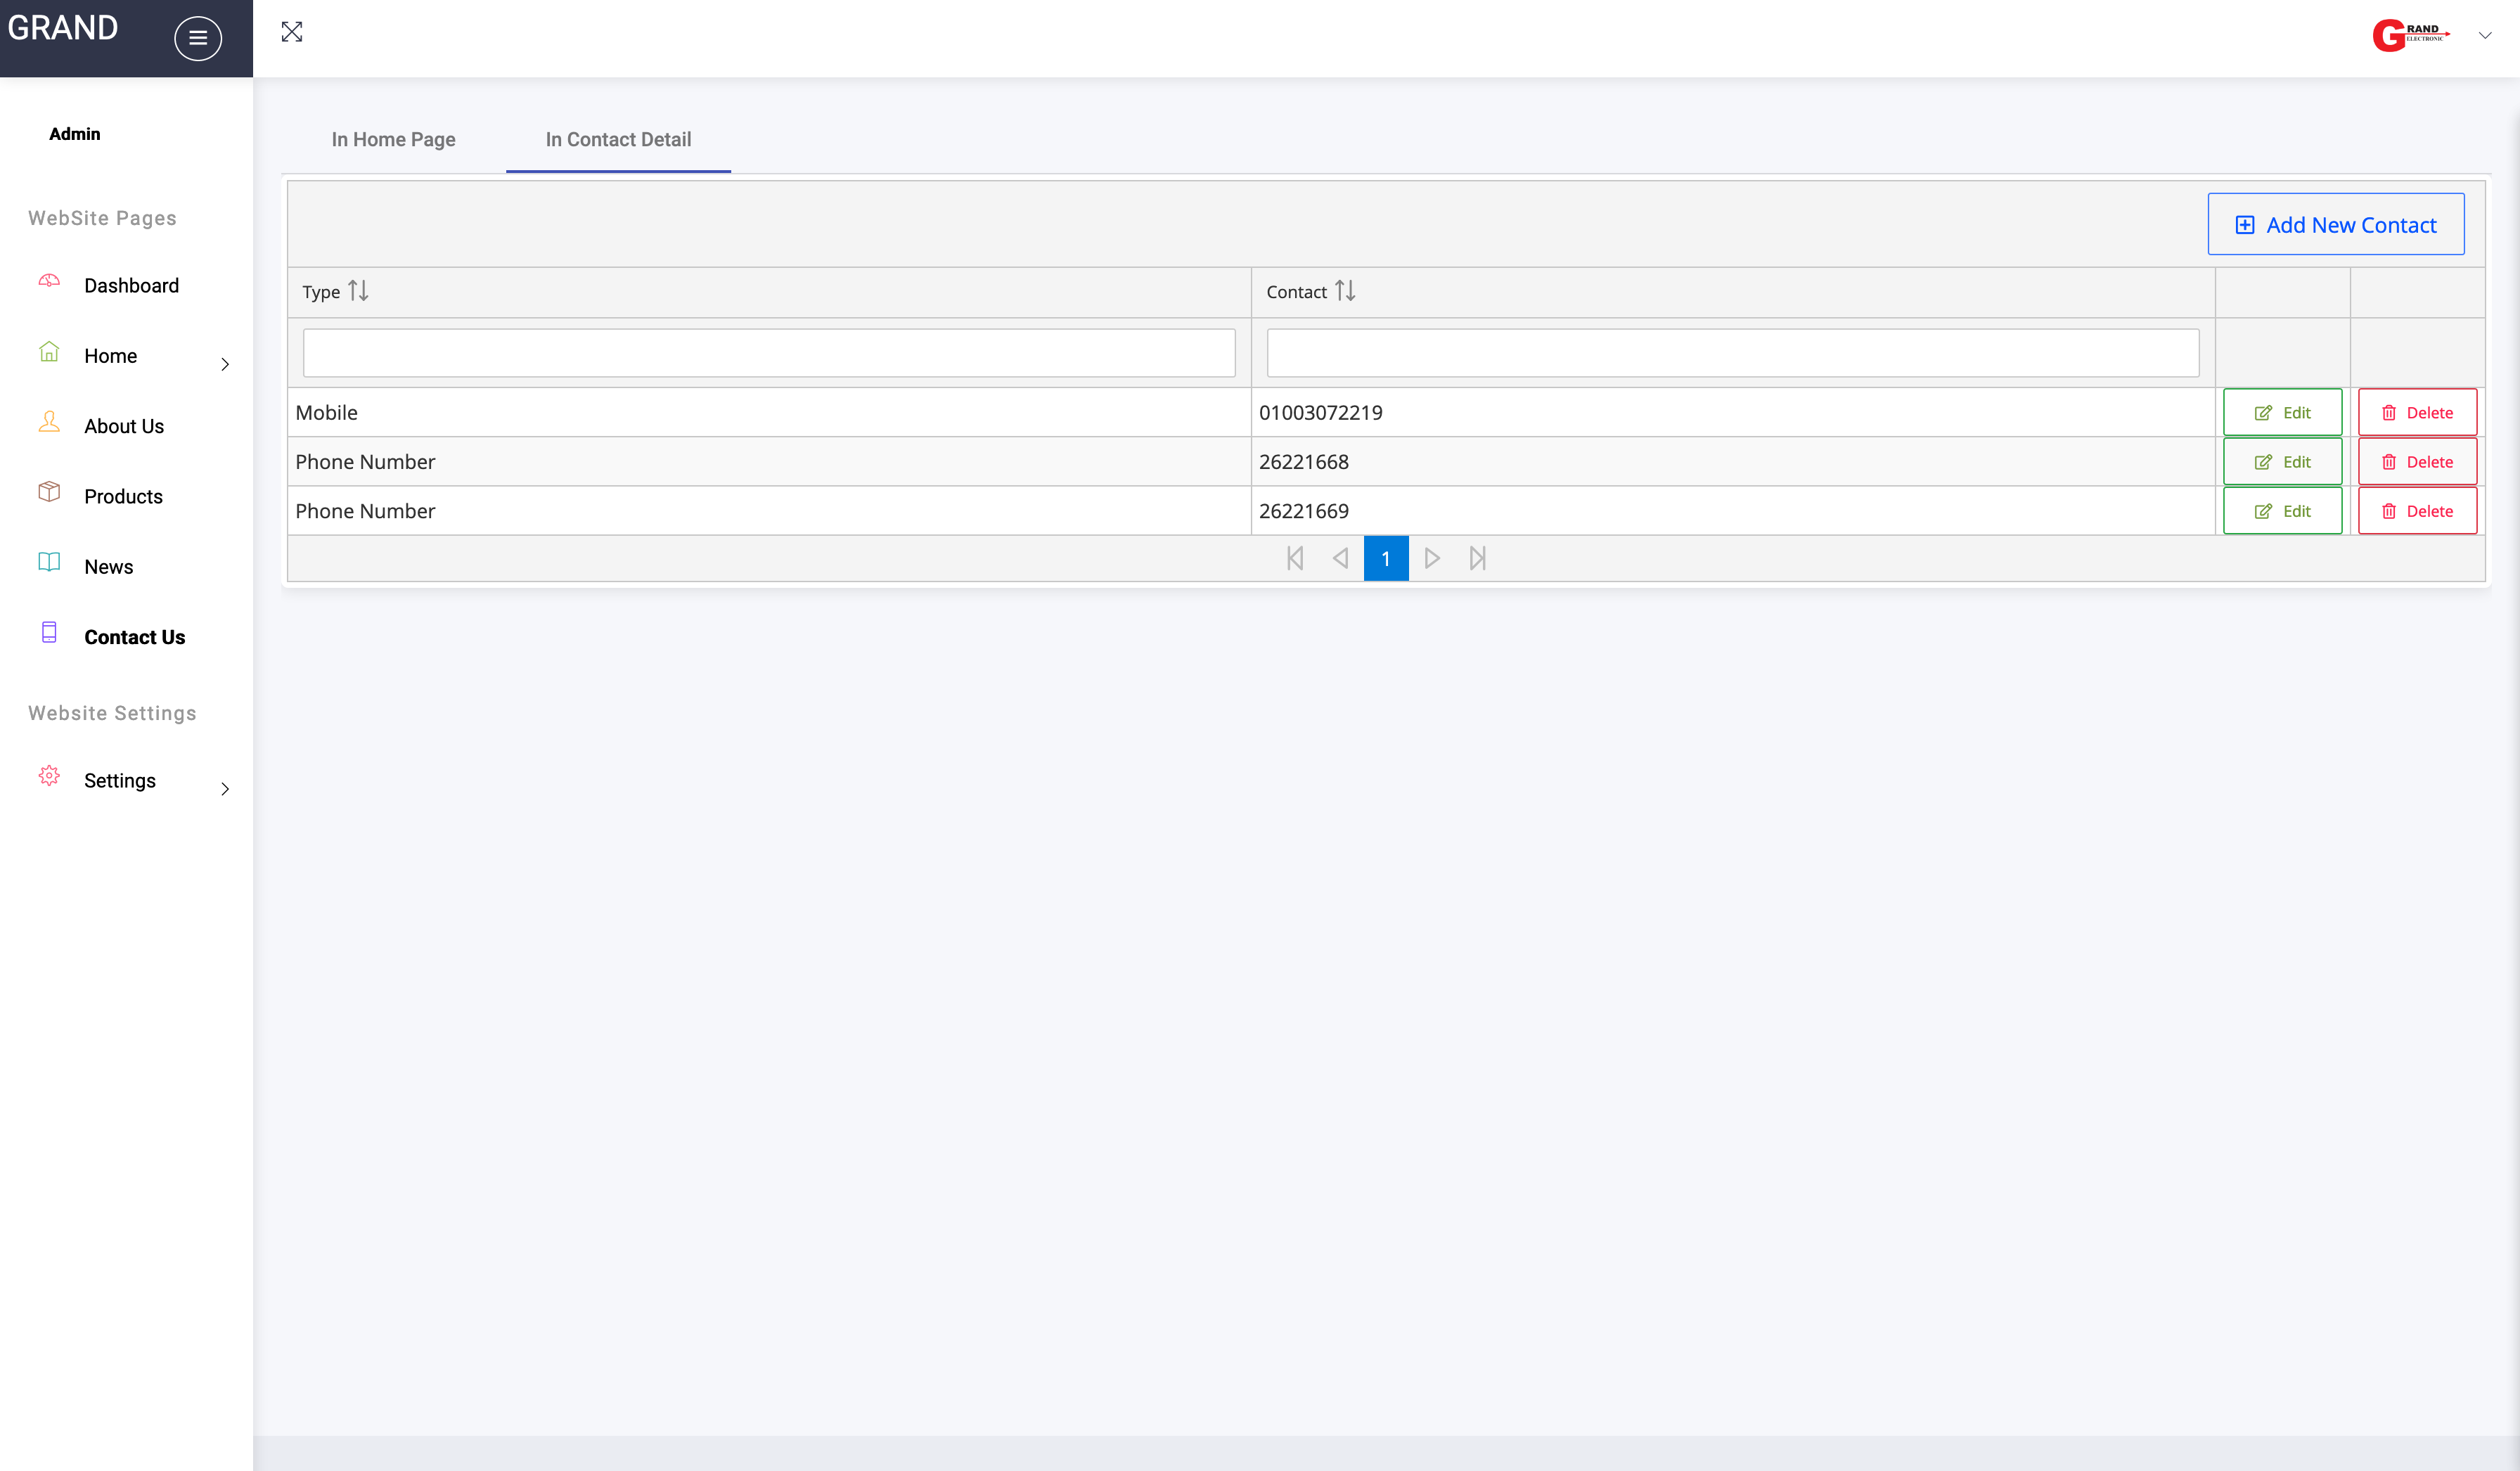 GRAND
GRAND ELECTRONIC
Admin
WebSite Pages
Dashboard
Home
About Us
Products
News
Contact Us
Website Settings
Settings
In Home Page In Contact Detail
Add New Contact
Type Contact
Mobile 01003072219 Edit Delete
Phone Number 26221668 Edit Delete
Phone Number 26221669 Edit Delete
1